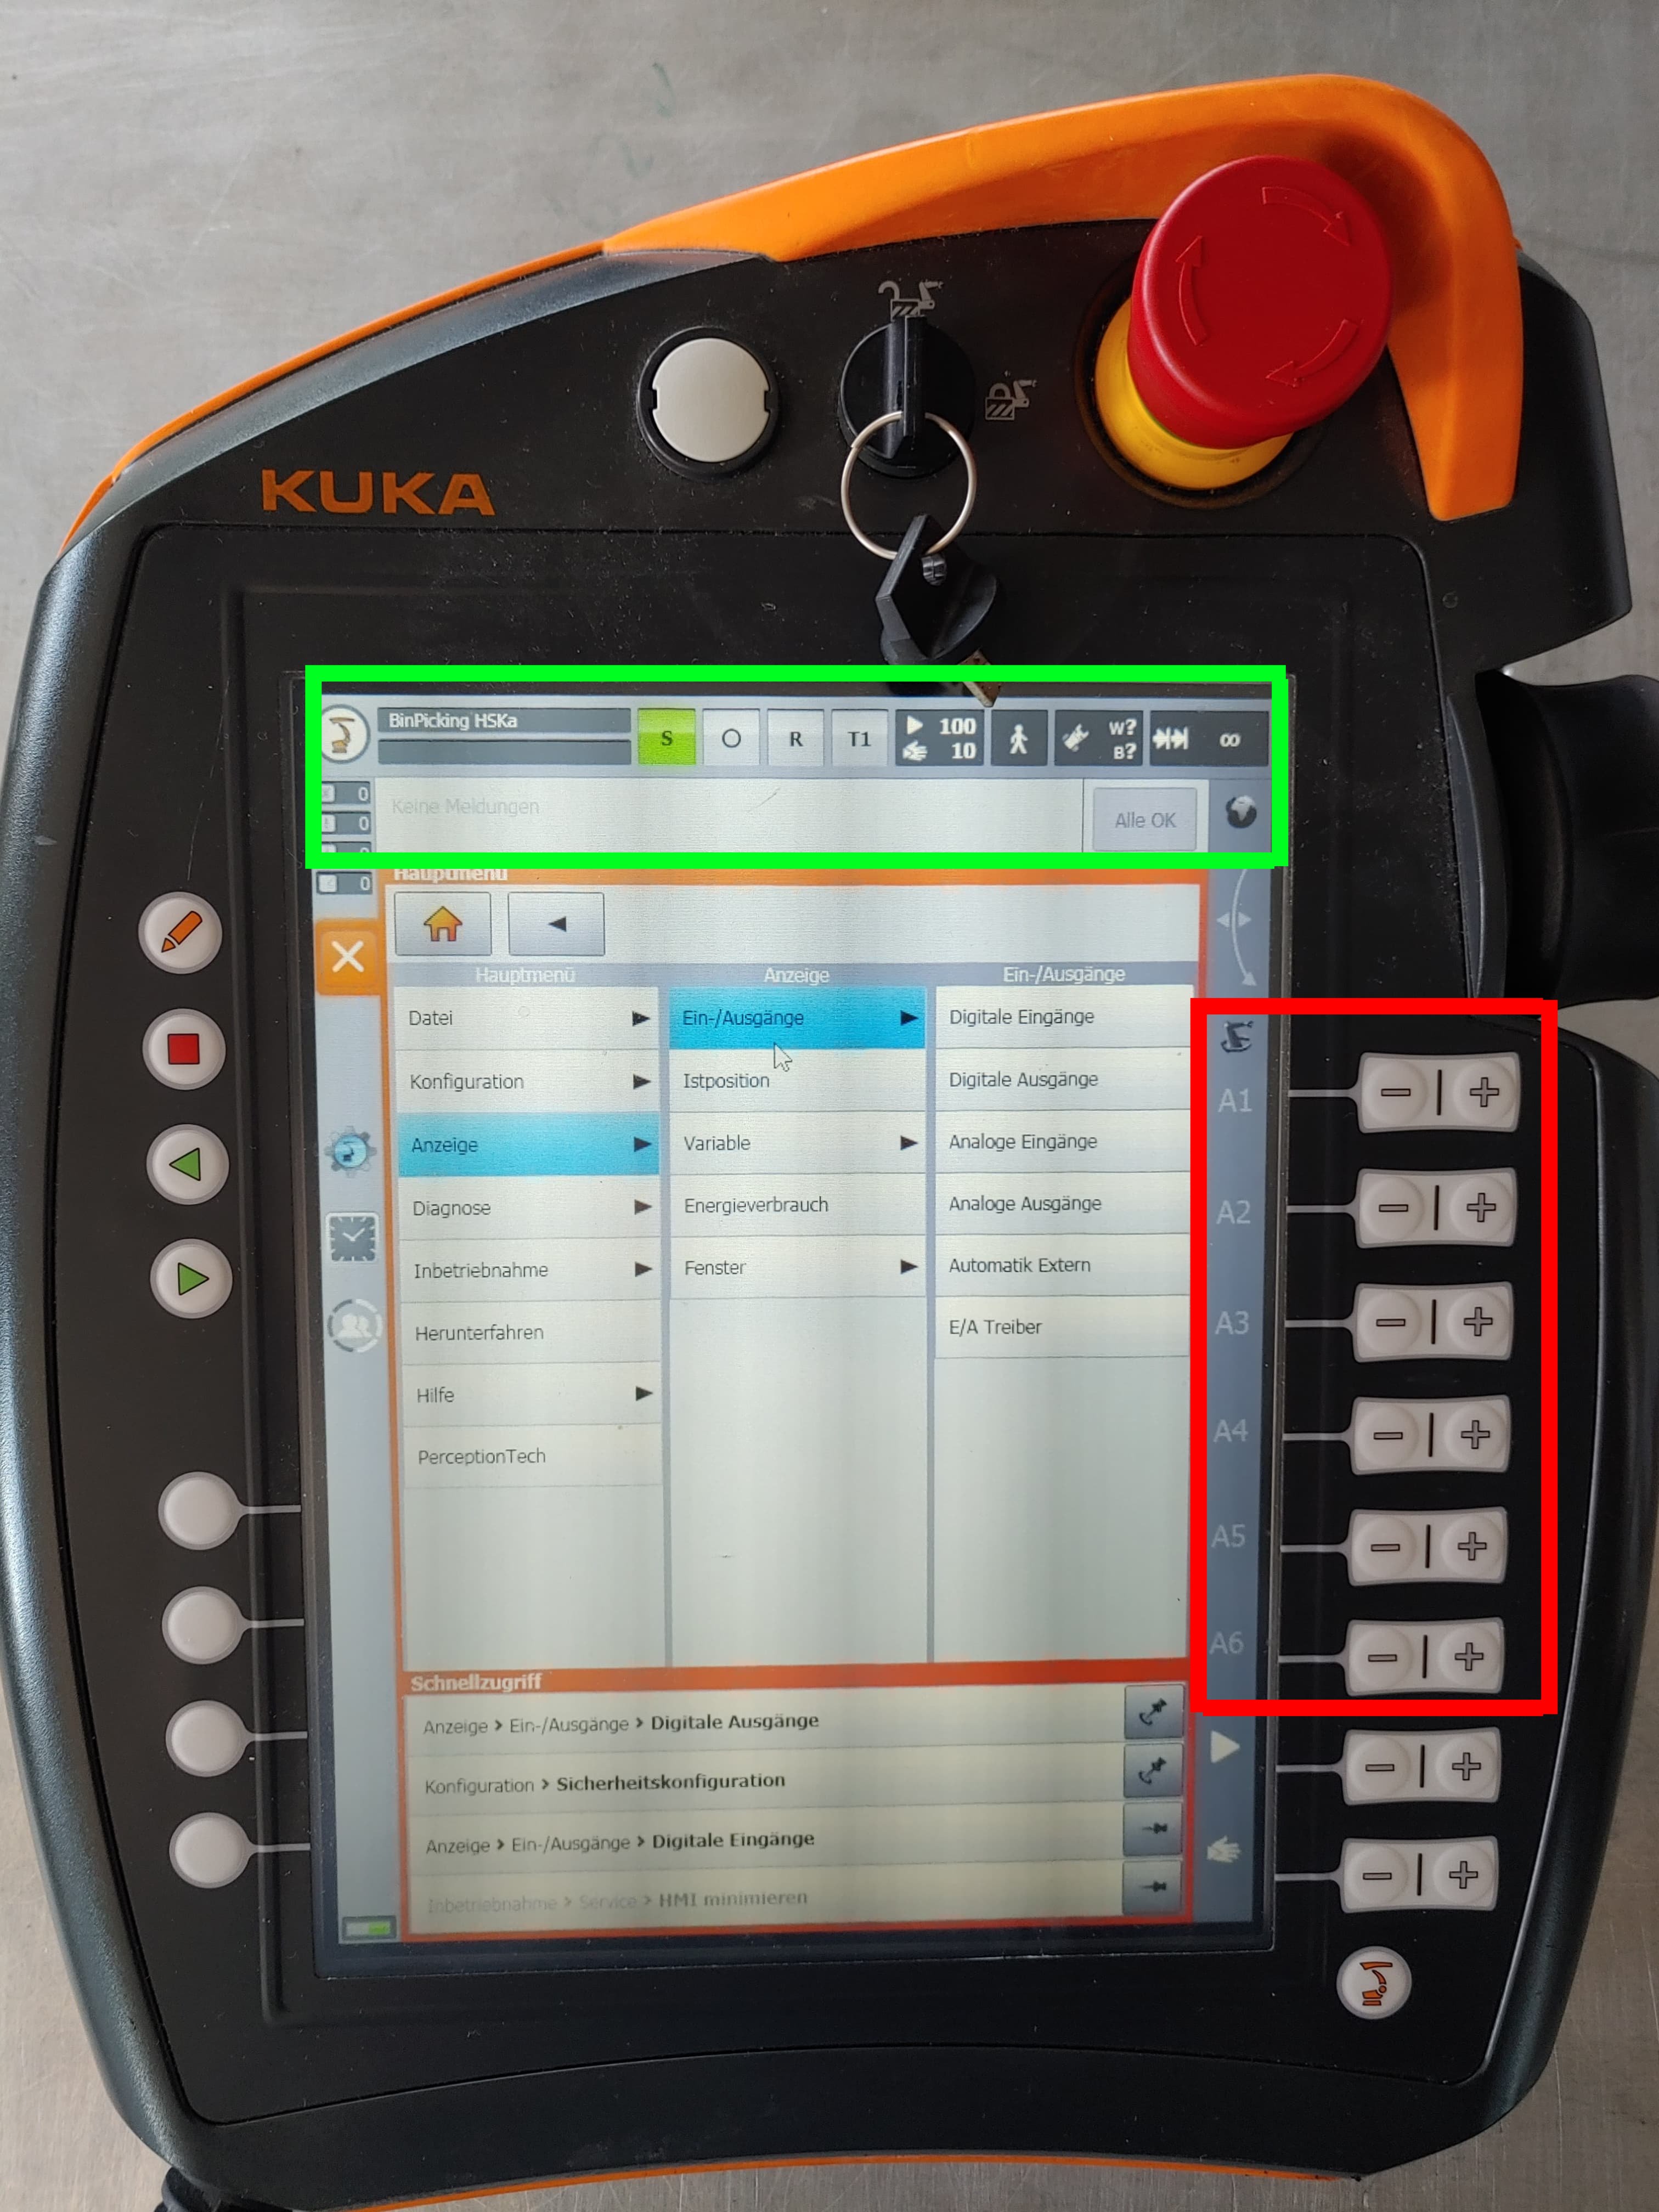 KUKA
BinPicking HSKa
S
R
T1
100
10
W?
B?
∞
0
0
0
Keine Meldungen
Alle OK
Hauptmenü
Hauptmenü
Anzeige
Ein-/Ausgänge
Datei
Konfiguration
Anzeige
Diagnose
Inbetriebnahme
Herunterfahren
Hilfe
PerceptionTech
Ein-/Ausgänge
Istposition
Variable
Energieverbrauch
Fenster
Digitale Eingänge
Digitale Ausgänge
Analoge Eingänge
Analoge Ausgänge
Automatik Extern
E/A Treiber
A1
A2
A3
A4
A5
A6
Schnellzugriff
Anzeige > Ein-/Ausgänge > Digitale Ausgänge
Konfiguration > Sicherheitskonfiguration
Anzeige > Ein-/Ausgänge > Digitale Eingänge
Inbetriebnahme > Service > HMI minimieren